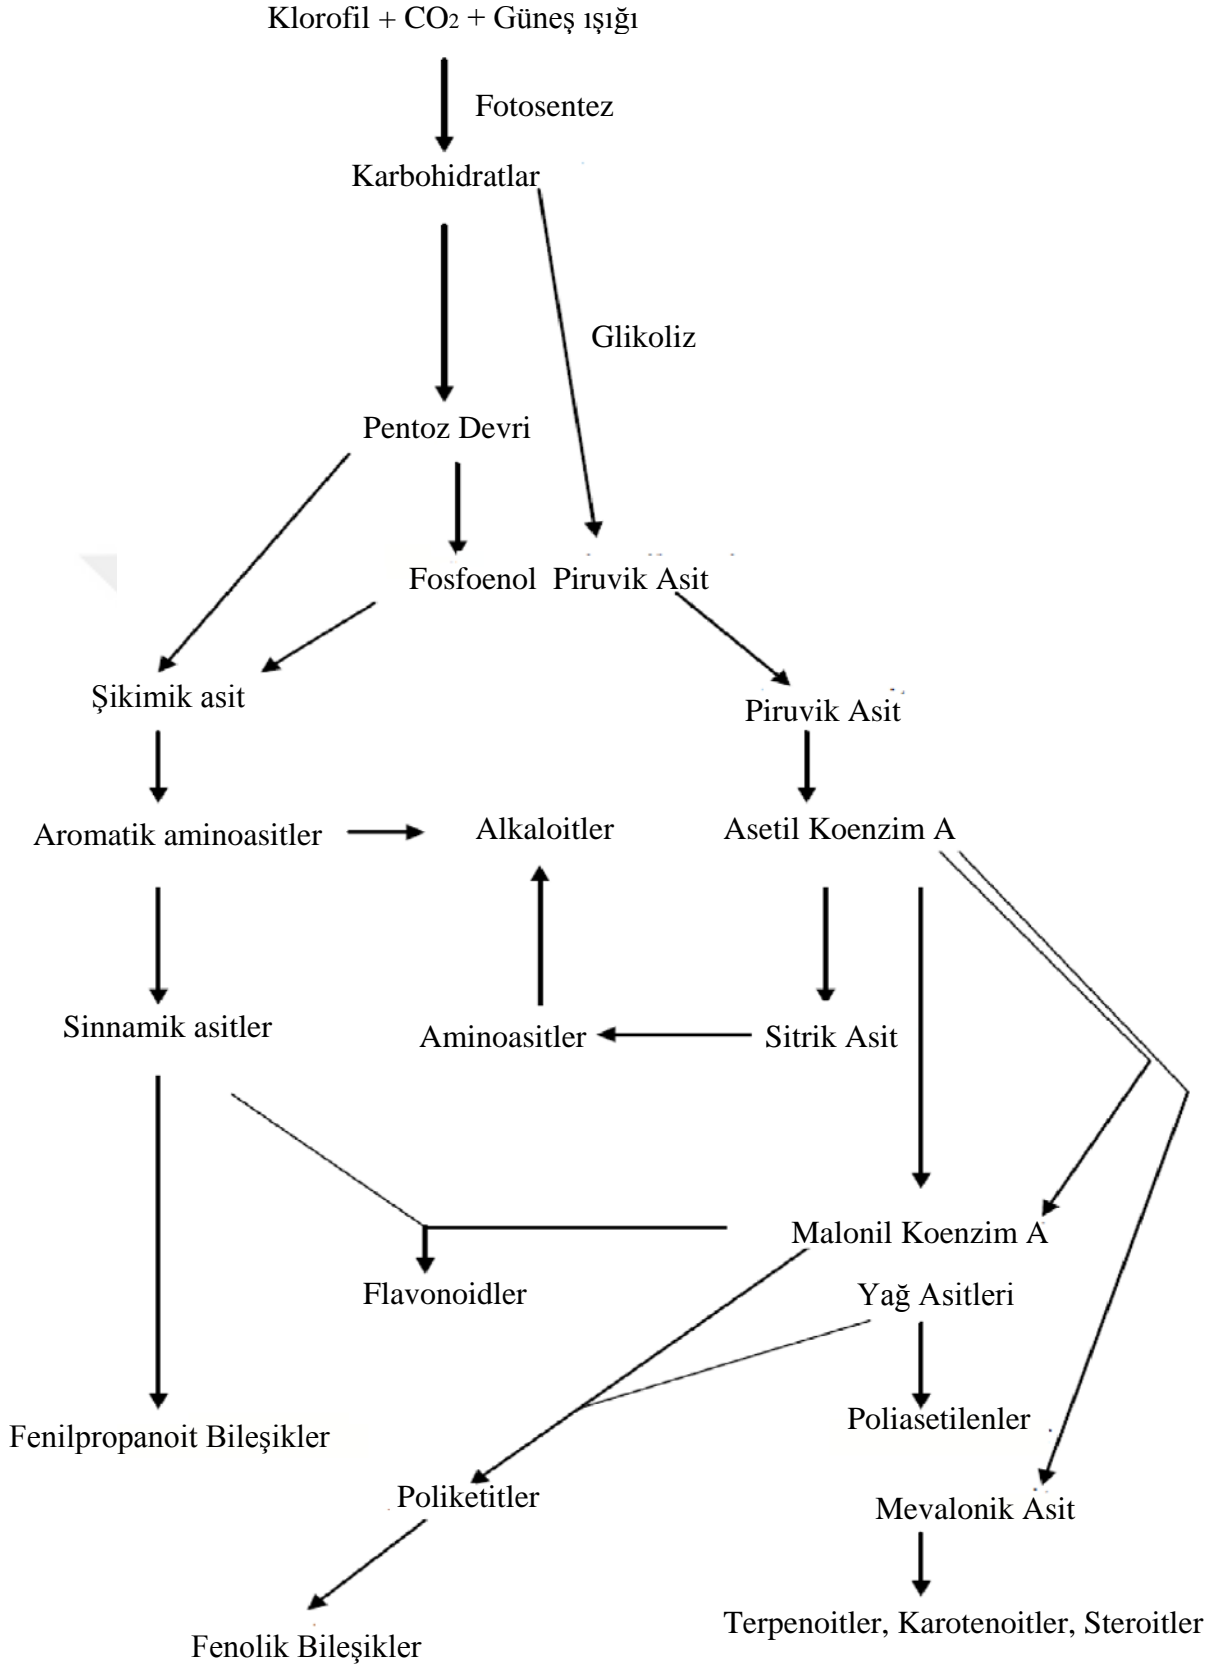 Klorofil + CO2 + Güneş ışığı
Fotosentez
Karbohidratlar
Glikoliz
Pentoz Devri
Fosfoenol Piruvik Asit
Şikimik asit
Piruvik Asit
Aromatik aminoasitler
Alkaloitler
Asetil Koenzim A
Sinnamik asitler
Aminoasitler
Sitrik Asit
Malonil Koenzim A
Flavonoidler
Yağ Asitleri
Poliasetilenler
Fenilpropanoit Bileşikler
Poliketitler
Mevalonik Asit
Terpenoitler, Karotenoitler, Steroitler
Fenolik Bileşikler